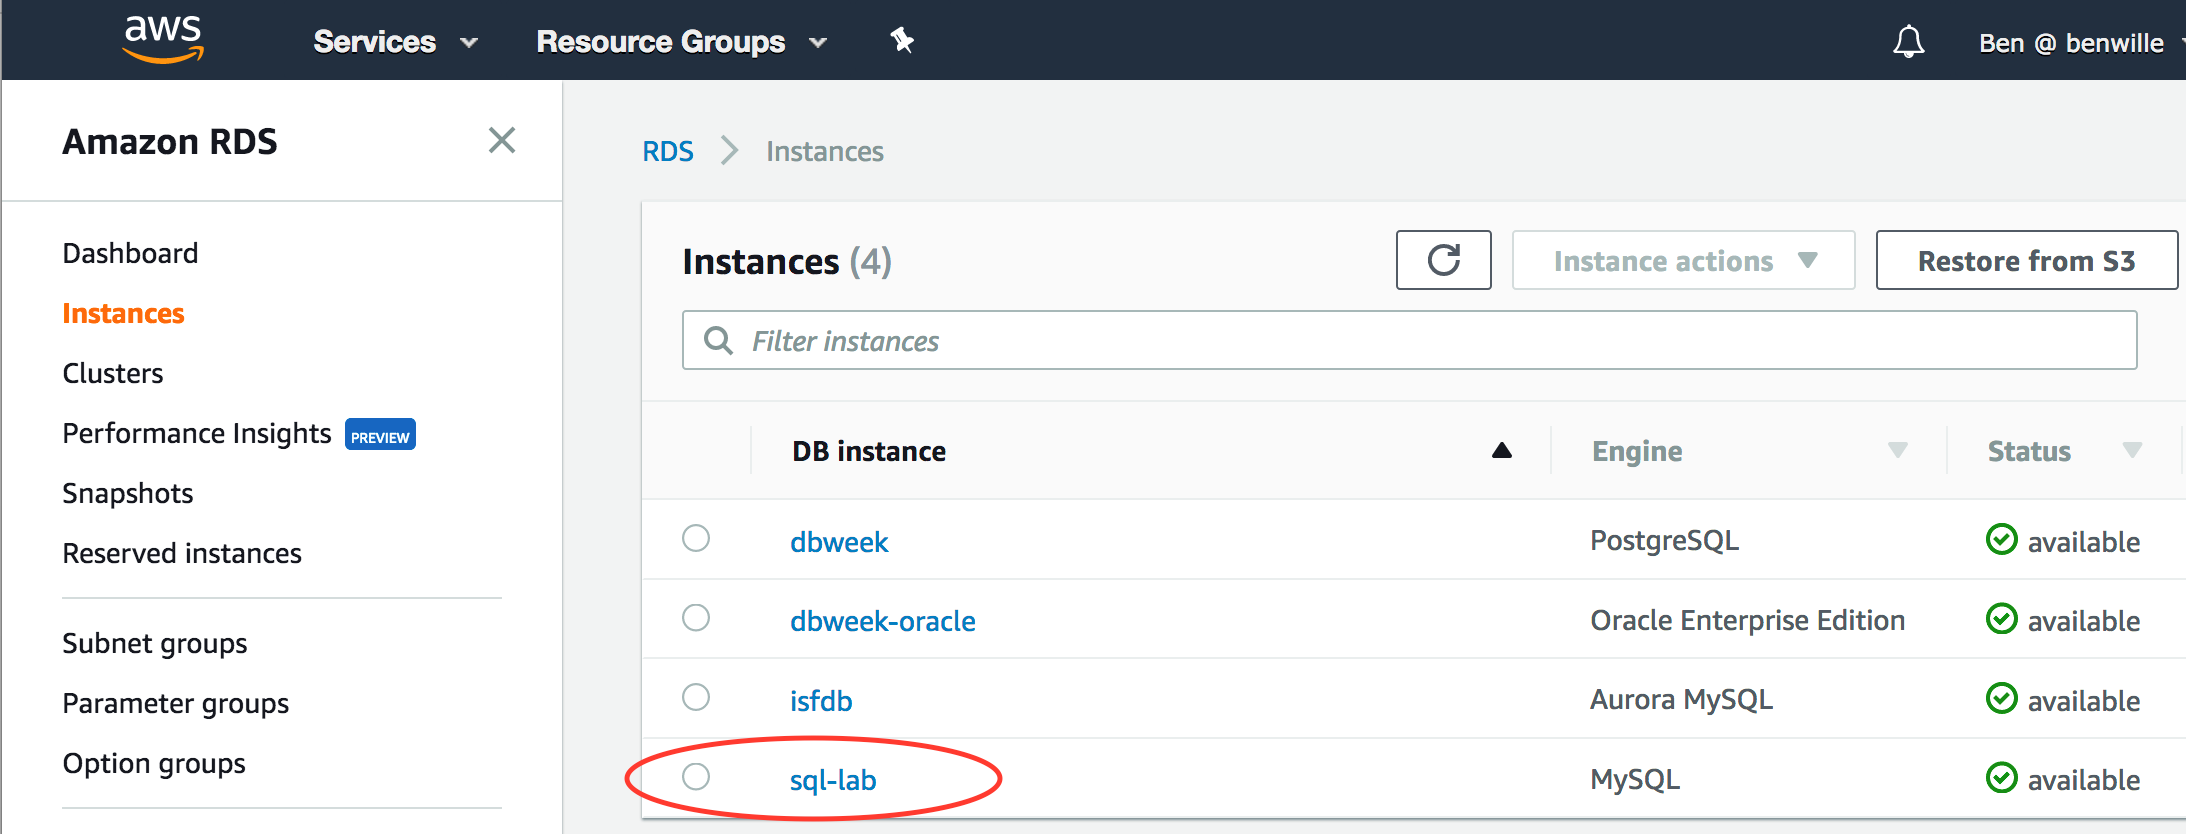 aws Services Resource Groups Ben @ benwille
Amazon RDS
Dashboard
Instances
Clusters
Performance Insights PREVIEW
Snapshots
Reserved instances
Subnet groups
Parameter groups
Option groups
RDS Instances
Instances (4) Instance actions Restore from S3
Filter instances
DB instance Engine Status
dbweek PostgreSQL available
dbweek-oracle Oracle Enterprise Edition available
isfdb Aurora MySQL available
sql-lab MySQL available